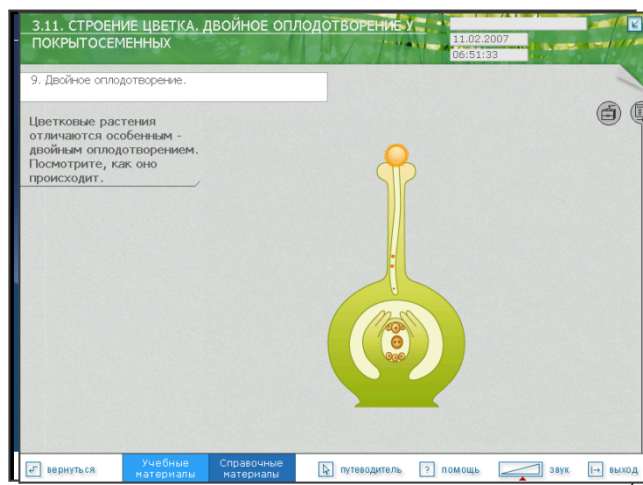 3.11. СТРОЕНИЕ ЦВЕТКА. ДВОЙНОЕ ОПЛОДОТВОРЕНИЕ У
ПОКРЫТОСЕМЕННЫХ
11.02.2007
06:51:33
9. Двойное оплодотворение.
Цветковые растения
отличаются особенным -
двойным оплодотворением.
Посмотрите, как оно
происходит.
вернуться
Учебные
материалы
Справочные
материалы
путеводитель
? помощь
звук
выход